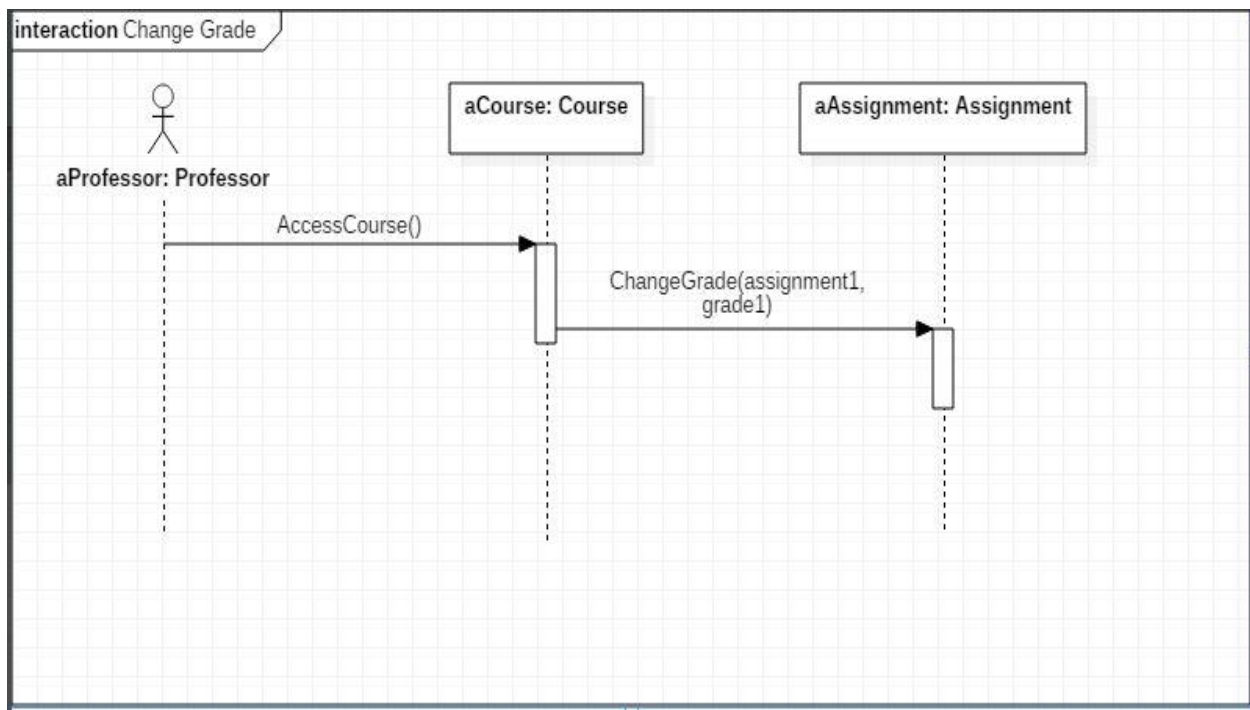 interaction Change Grade
aCourse: Course
aAssignment: Assignment
aProfessor: Professor
AccessCourse()
ChangeGrade(assignment1,
grade1)